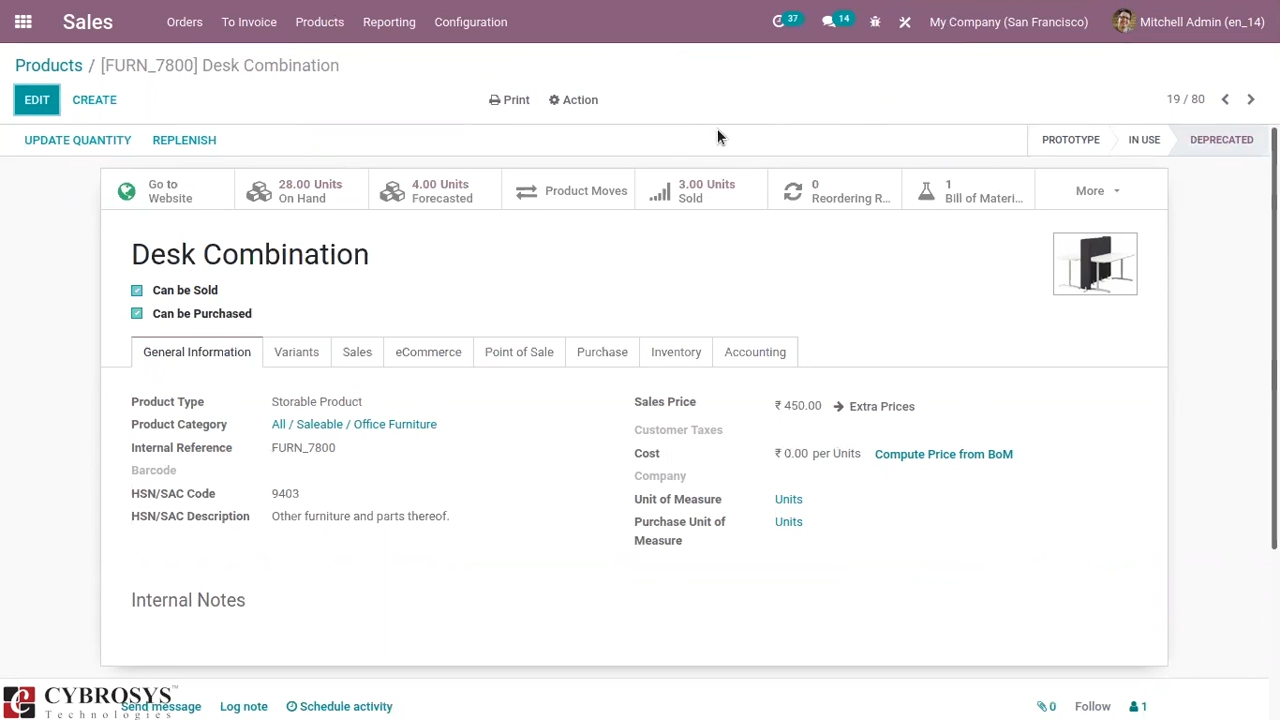 Sales Orders To Invoice Products Reporting Configuration 37 14 My Company (San Francisco) Mitchell Admin (en_14)
Products / [FURN_7800] Desk Combination
EDIT CREATE Print Action 19 / 80
UPDATE QUANTITY REPLENISH PROTOTYPE IN USE DEPRECATED
Go to Website
28.00 Units On Hand
4.00 Units Forecasted
Product Moves
3.00 Units Sold
0 Reordering R...
1 Bill of Materi...
More
Desk Combination
Can be Sold
Can be Purchased
General Information Variants Sales eCommerce Point of Sale Purchase Inventory Accounting
Product Type Storable Product
Product Category All / Saleable / Office Furniture
Internal Reference FURN_7800
Barcode
HSN/SAC Code 9403
HSN/SAC Description Other furniture and parts thereof.
Sales Price ₹ 450.00 Extra Prices
Customer Taxes
Cost ₹ 0.00 per Units Compute Price from BoM
Company
Unit of Measure Units
Purchase Unit of Measure Units
Internal Notes
CYBROSYS
Technologies
Send message Log note Schedule activity 0 Follow 1